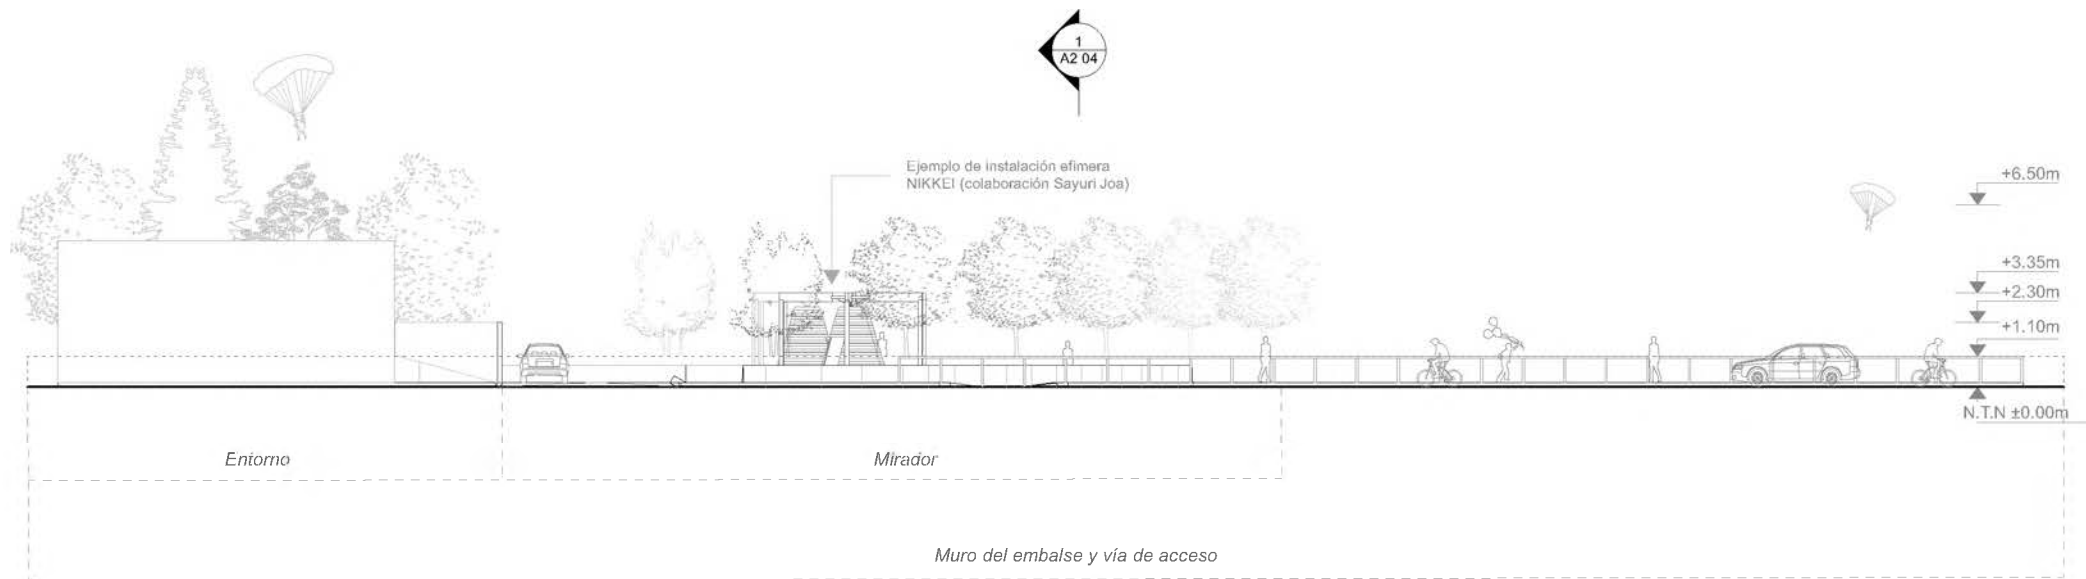 1
A2 04
Ejemplo de instalación efimera
NIKKEI (colaboración Sayuri Joa)
+6.50m
+3.35m
+2.30m
+1.10m
N.T.N ±0.00m
Entorno
Mirador
Muro del embalse y vía de acceso